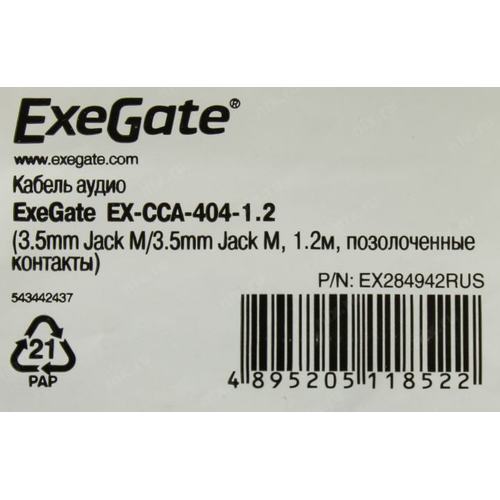 ExeGate®
www.exegate.com
Кабель аудио
ExeGate EX-CCA-404-1.2
(3.5mm Jack M/3.5mm Jack M, 1.2м, позолоченные
контакты)
P/N: EX284942RUS
543442437
21
PAP
4 895205 118522